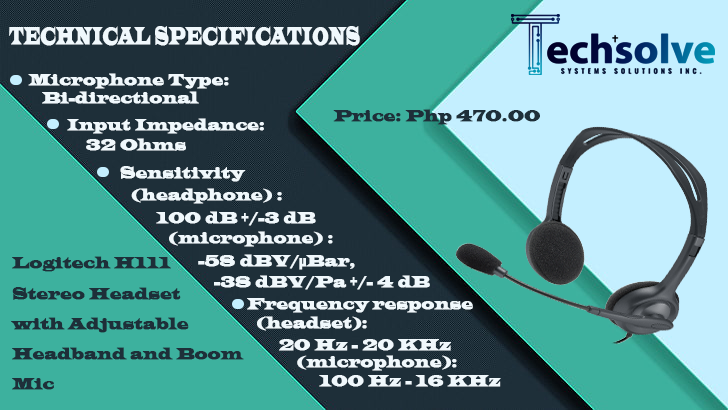 TECHNICAL SPECIFICATIONS
Techsolve
SYSTEMS SOLUTIONS INC.
Microphone Type:
Bi-directional
Input Impedance:
32 Ohms
Sensitivity
(headphone) :
100 dB +/-3 dB
(microphone) :
-58 dBV/µBar,
-38 dBV/Pa +/- 4 dB
Frequency response
(headset):
20 Hz - 20 KHz
(microphone):
100 Hz - 16 KHz
Price: Php 470.00
Logitech H111
Stereo Headset
with Adjustable
Headband and Boom
Mic